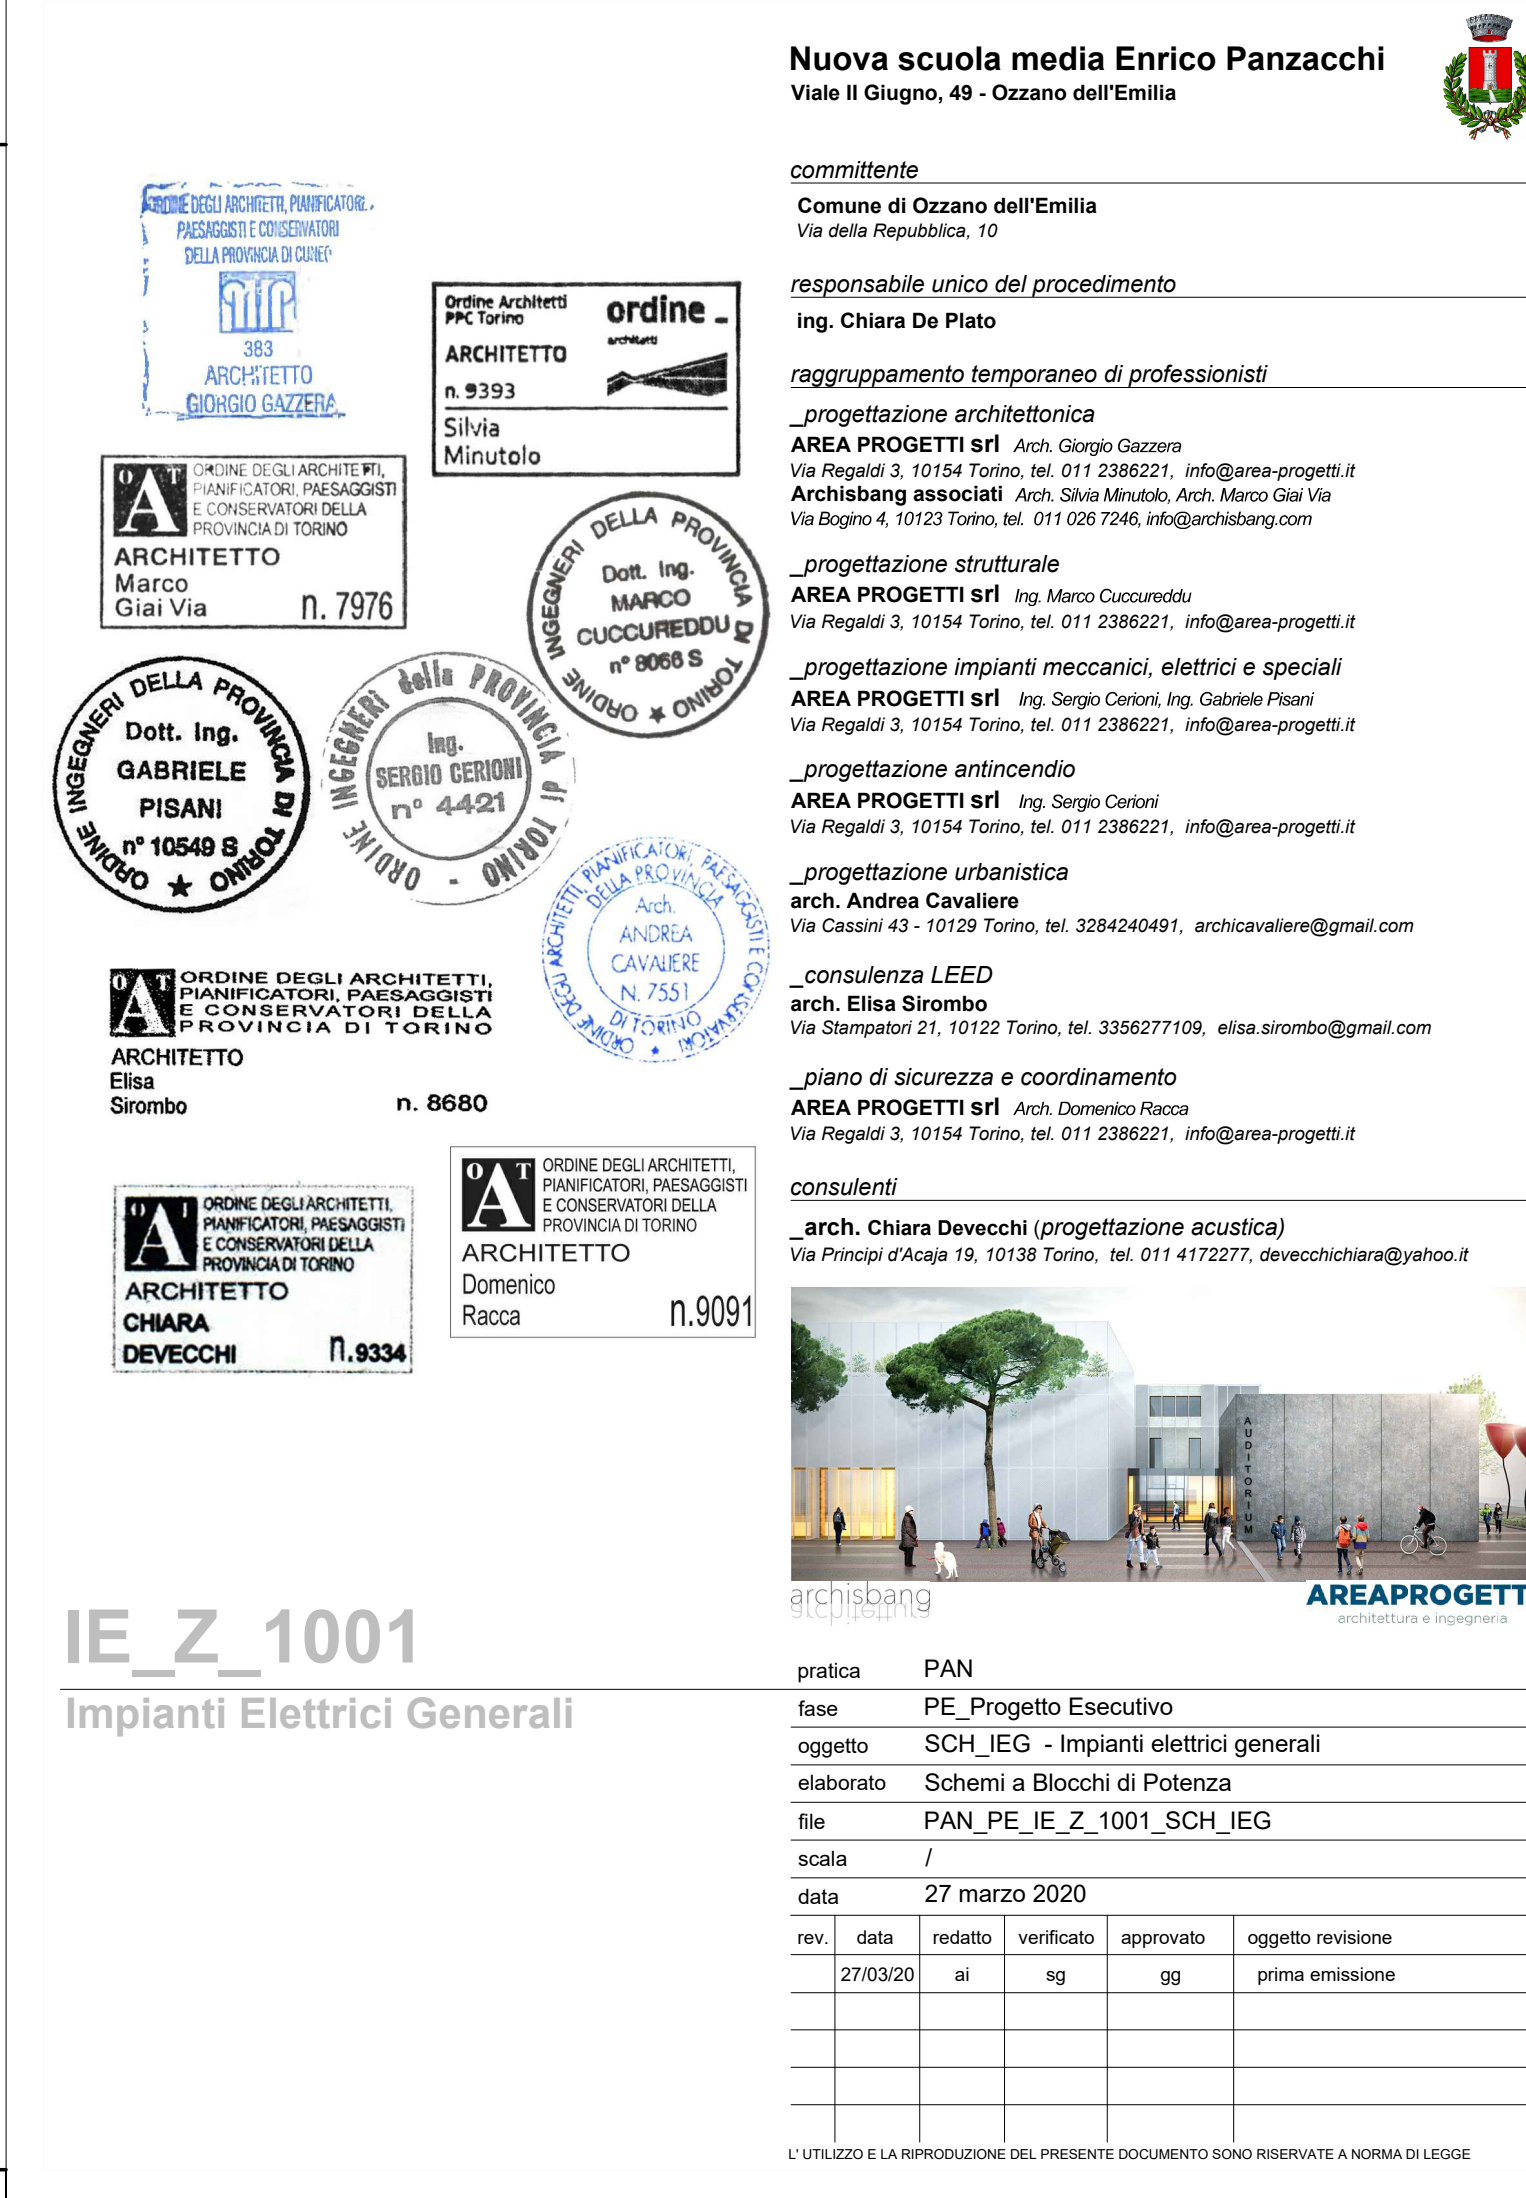 Nuova scuola media Enrico Panzacchi
Viale II Giugno, 49 - Ozzano dell'Emilia
committente
Comune di Ozzano dell'Emilia
Via della Repubblica, 10
responsabile unico del procedimento
ing. Chiara De Plato
raggruppamento temporaneo di professionisti
_progettazione architettonica
AREA PROGETTI srl Arch. Giorgio Gazzera
Via Regaldi 3, 10154 Torino, tel. 011 2386221, info@area-progetti.it
Archisbang associati Arch. Silvia Minutolo, Arch. Marco Giai Via
Via Bogino 4, 10123 Torino, tel. 011 026 7246, info@archisbang.com
_progettazione strutturale
AREA PROGETTI srl Ing. Marco Cuccureddu
Via Regaldi 3, 10154 Torino, tel. 011 2386221, info@area-progetti.it
_progettazione impianti meccanici, elettrici e speciali
AREA PROGETTI srl Ing. Sergio Cerioni, Ing. Gabriele Pisani
Via Regaldi 3, 10154 Torino, tel. 011 2386221, info@area-progetti.it
_progettazione antincendio
AREA PROGETTI srl Ing. Sergio Cerioni
Via Regaldi 3, 10154 Torino, tel. 011 2386221, info@area-progetti.it
_progettazione urbanistica
arch. Andrea Cavaliere
Via Cassini 43 - 10129 Torino, tel. 3284240491, archicavaliere@gmail.com
_consulenza LEED
arch. Elisa Sirombo
Via Stampatori 21, 10122 Torino, tel. 3356277109, elisa.sirombo@gmail.com
_piano di sicurezza e coordinamento
AREA PROGETTI srl Arch. Domenico Racca
Via Regaldi 3, 10154 Torino, tel. 011 2386221, info@area-progetti.it
consulenti
_arch. Chiara Devecchi (progettazione acustica)
Via Principi d'Acaja 19, 10138 Torino, tel. 011 4172277, devecchichiara@yahoo.it
ORDINE DEGLI ARCHITETTI, PIANIFICATORI,
PAESAGGISTI E CONSERVATORI
DELLA PROVINCIA DI CUNEO
383
ARCHITETTO
GIORGIO GAZZERA
Ordine Architetti
PPC Torino
ordine
architetti
ARCHITETTO
n. 9393
Silvia
Minutolo
OAT
ORDINE DEGLI ARCHITETTI,
PIANIFICATORI, PAESAGGISTI
E CONSERVATORI DELLA
PROVINCIA DI TORINO
ARCHITETTO
Marco
Giai Via n. 7976
ORDINE INGEGNERI DELLA PROVINCIA DI TORINO
Dott. Ing.
MARCO
CUCCUREDDU
n° 8066 S
ORDINE INGEGNERI DELLA PROVINCIA DI TORINO
Dott. Ing.
GABRIELE
PISANI
n° 10549 S
ORDINE INGEGNERI della PROVINCIA di TORINO
Ing.
SERGIO CERIONI
n° 4421
ORDINE DEGLI ARCHITETTI, PIANIFICATORI, PAESAGGISTI E CONSERVATORI
DELLA PROVINCIA
Arch.
ANDREA
CAVALIERE
N. 7551
DI TORINO
OAT
ORDINE DEGLI ARCHITETTI,
PIANIFICATORI, PAESAGGISTI
E CONSERVATORI DELLA
PROVINCIA DI TORINO
ARCHITETTO
Elisa
Sirombo n. 8680
OAT
ORDINE DEGLI ARCHITETTI,
PIANIFICATORI, PAESAGGISTI
E CONSERVATORI DELLA
PROVINCIA DI TORINO
ARCHITETTO
Domenico
Racca n.9091
OAT
ORDINE DEGLI ARCHITETTI,
PIANIFICATORI, PAESAGGISTI
E CONSERVATORI DELLA
PROVINCIA DI TORINO
ARCHITETTO
CHIARA
DEVECCHI n.9334
AUDITORIUM
archisbang
architettura
AREAPROGETT
architettura e ingegneria
IE_Z_1001
Impianti Elettrici Generali
pratica PAN
fase PE_Progetto Esecutivo
oggetto SCH_IEG - Impianti elettrici generali
elaborato Schemi a Blocchi di Potenza
file PAN_PE_IE_Z_1001_SCH_IEG
scala /
data 27 marzo 2020
rev. data redatto verificato approvato oggetto revisione
27/03/20 ai sg gg prima emissione
L' UTILIZZO E LA RIPRODUZIONE DEL PRESENTE DOCUMENTO SONO RISERVATE A NORMA DI LEGGE